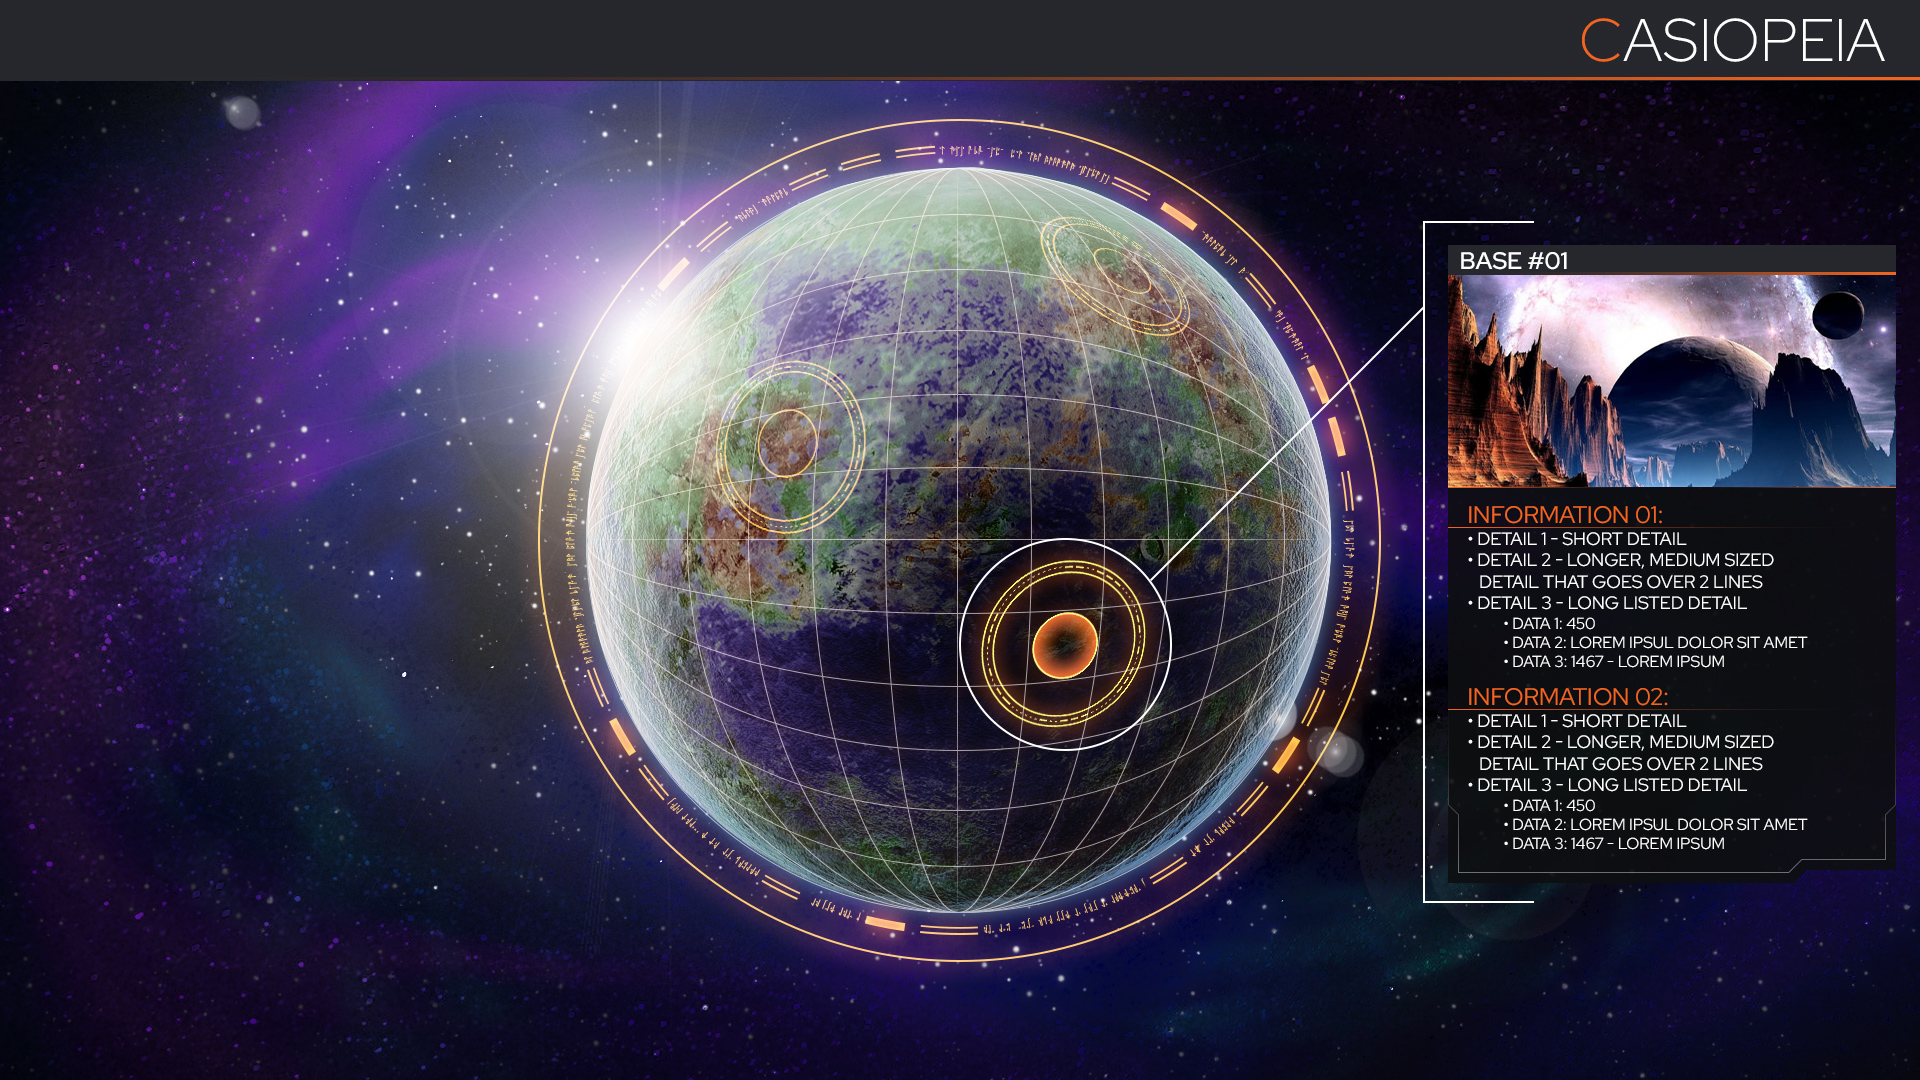 CASIOPEIA
BASE #01
INFORMATION 01:
• DETAIL 1 - SHORT DETAIL
• DETAIL 2 - LONGER, MEDIUM SIZED
DETAIL THAT GOES OVER 2 LINES
• DETAIL 3 - LONG LISTED DETAIL
• DATA 1: 450
• DATA 2: LOREM IPSUL DOLOR SIT AMET
• DATA 3: 1467 - LOREM IPSUM
INFORMATION 02:
• DETAIL 1 - SHORT DETAIL
• DETAIL 2 - LONGER, MEDIUM SIZED
DETAIL THAT GOES OVER 2 LINES
• DETAIL 3 - LONG LISTED DETAIL
• DATA 1: 450
• DATA 2: LOREM IPSUL DOLOR SIT AMET
• DATA 3: 1467 - LOREM IPSUM